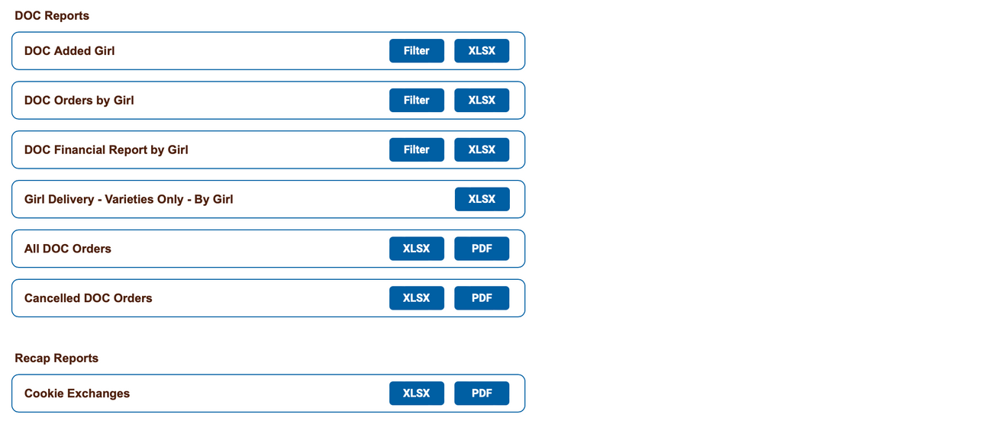 DOC Reports
DOC Added Girl Filter XLSX
DOC Orders by Girl Filter XLSX
DOC Financial Report by Girl Filter XLSX
Girl Delivery - Varieties Only - By Girl XLSX
All DOC Orders XLSX PDF
Cancelled DOC Orders XLSX PDF
Recap Reports
Cookie Exchanges XLSX PDF